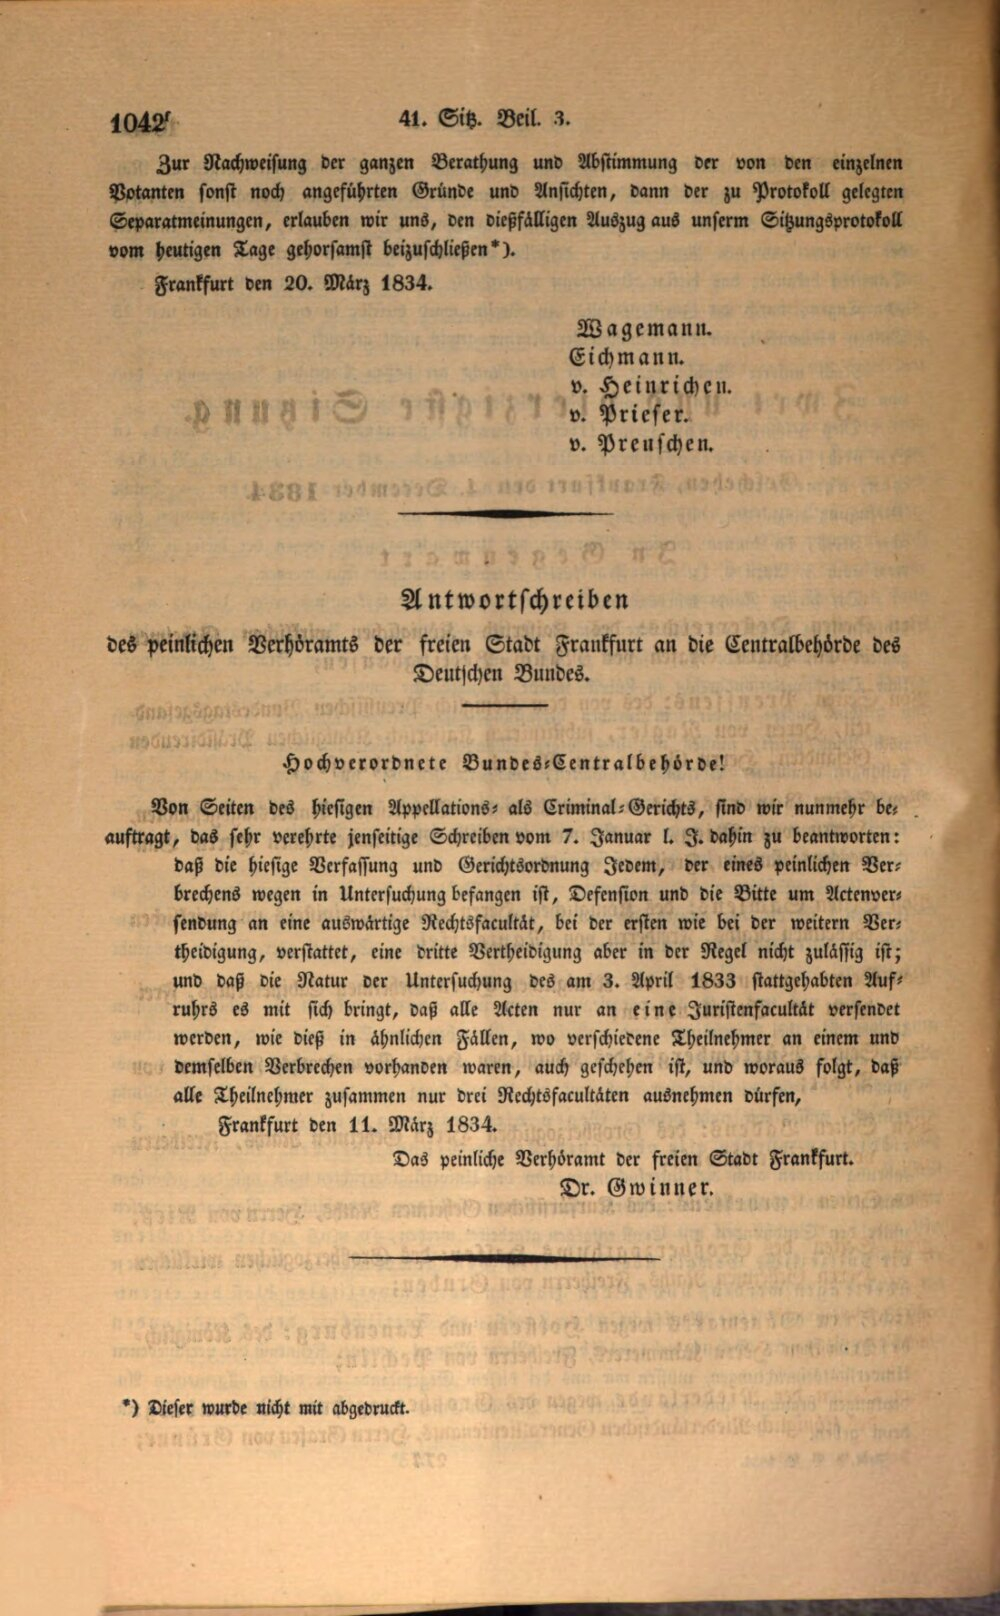 1042r
41. Sitz. Beil. 3.
Zur Nachweisung der ganzen Berathung und Abstimmung der von den einzelnen
Votanten sonst noch angeführten Gründe und Ansichten, dann der zu Protokoll gelegten
Separatmeinungen, erlauben wir uns, den dießfälligen Auszug aus unserm Sitzungsprotokoll
vom heutigen Tage gehorsamst beizuschließen*).
Frankfurt den 20. März 1834.
Wagemann.
Eichmann.
v. Heinrichen.
v. Prieser.
v. Preuschen.
Antwortschreiben
des peinlichen Verhöramts der freien Stadt Frankfurt an die Centralbehörde des
Deutschen Bundes.
Hochverordnete Bundes-Centralbehörde!
Von Seiten des hiesigen Appellations- als Criminal-Gerichts, sind wir nunmehr be-
auftragt, das sehr verehrte jenseitige Schreiben vom 7. Januar l. J. dahin zu beantworten:
daß die hiesige Verfassung und Gerichtsordnung Jedem, der eines peinlichen Ver-
brechens wegen in Untersuchung befangen ist, Defension und die Bitte um Actenver-
sendung an eine auswärtige Rechtsfacultät, bei der ersten wie bei der weitern Ver-
theidigung, verstattet, eine dritte Vertheidigung aber in der Regel nicht zulässig ist;
und daß die Natur der Untersuchung des am 3. April 1833 stattgehabten Auf-
ruhrs es mit sich bringt, daß alle Acten nur an eine Juristenfacultät versendet
werden, wie dieß in ähnlichen Fällen, wo verschiedene Theilnehmer an einem und
demselben Verbrechen vorhanden waren, auch geschehen ist, und woraus folgt, daß
alle Theilnehmer zusammen nur drei Rechtsfacultäten ausnehmen dürfen,
Frankfurt den 11. März 1834.
Das peinliche Verhöramt der freien Stadt Frankfurt.
Dr. Gwinner.
*) Dieser wurde nicht mit abgedruckt.